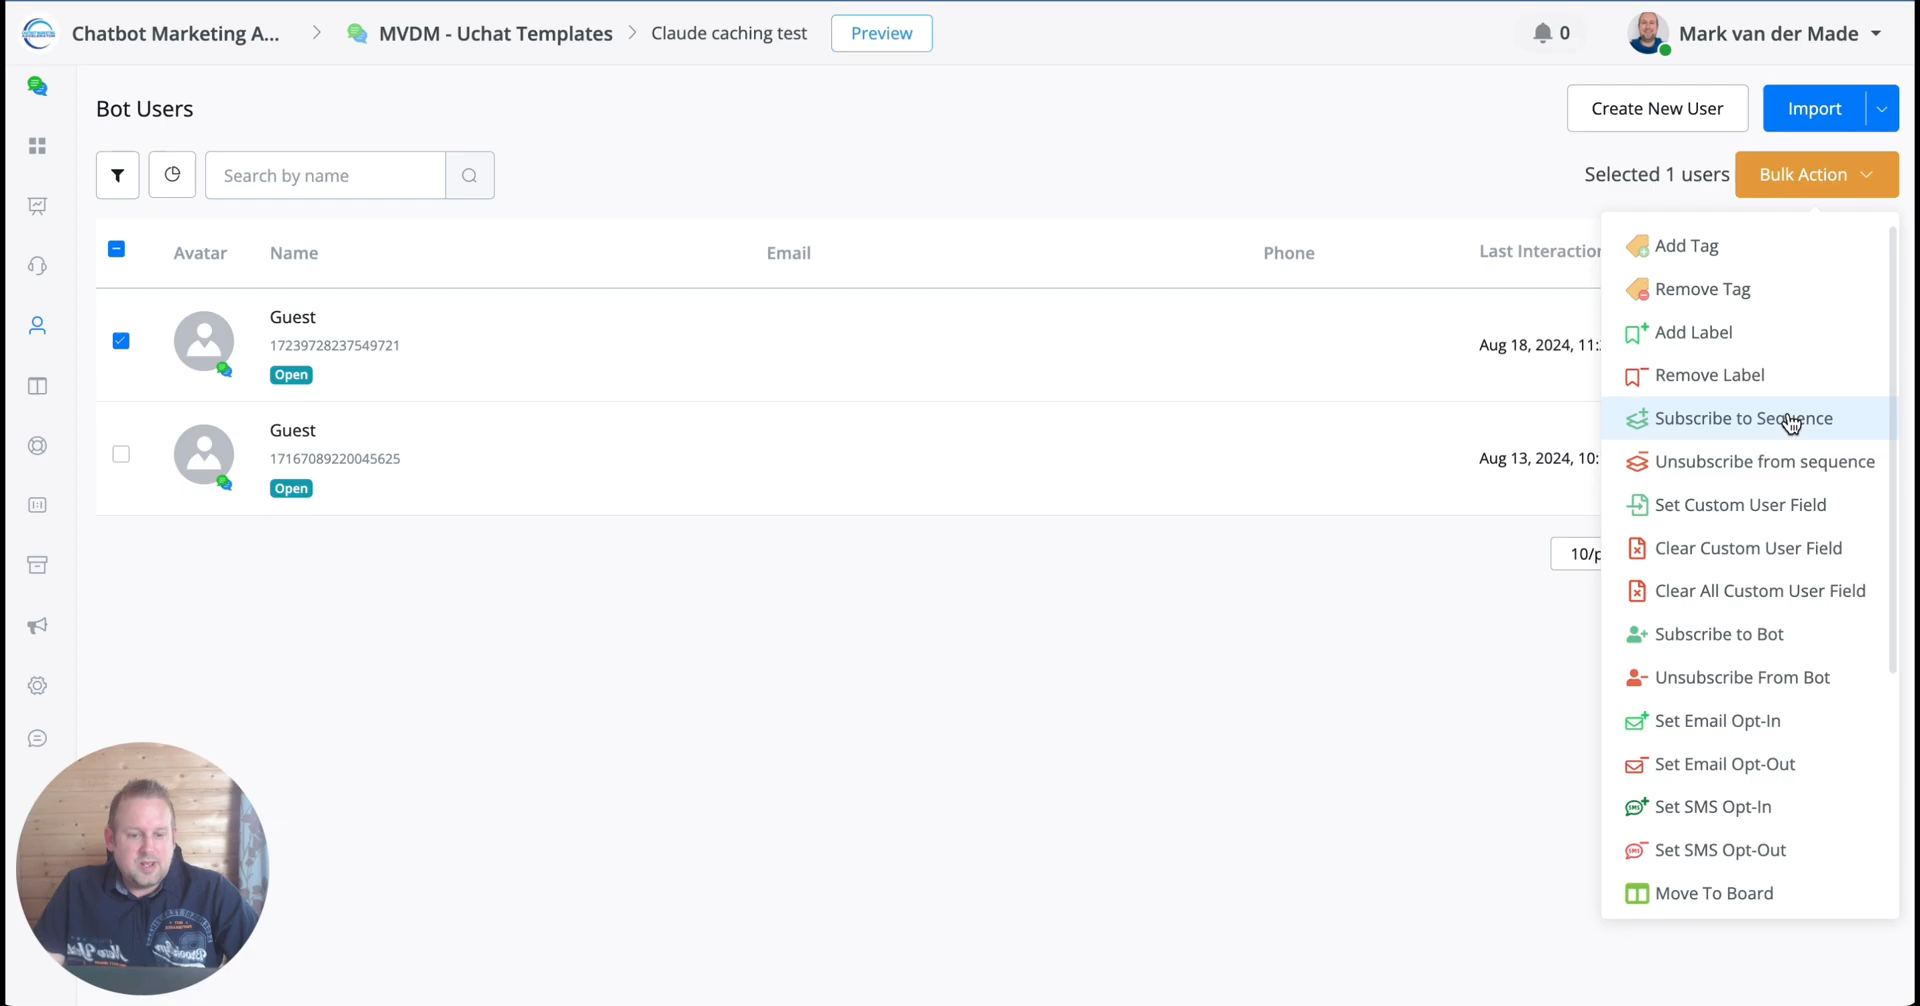 Chatbot Marketing A...
MVDM - Uchat Templates
Claude caching test
Preview
0
Mark van der Made
Bot Users
Create New User
Import
Search by name
Selected 1 users
Bulk Action
Avatar
Name
Email
Phone
Last Interaction
Guest
17239728237549721
Open
Aug 18, 2024, 11:
Guest
17167089220045625
Open
Aug 13, 2024, 10:
10/p
Add Tag
Remove Tag
Add Label
Remove Label
Subscribe to Sequence
Unsubscribe from sequence
Set Custom User Field
Clear Custom User Field
Clear All Custom User Field
Subscribe to Bot
Unsubscribe From Bot
Set Email Opt-In
Set Email Opt-Out
Set SMS Opt-In
Set SMS Opt-Out
Move To Board